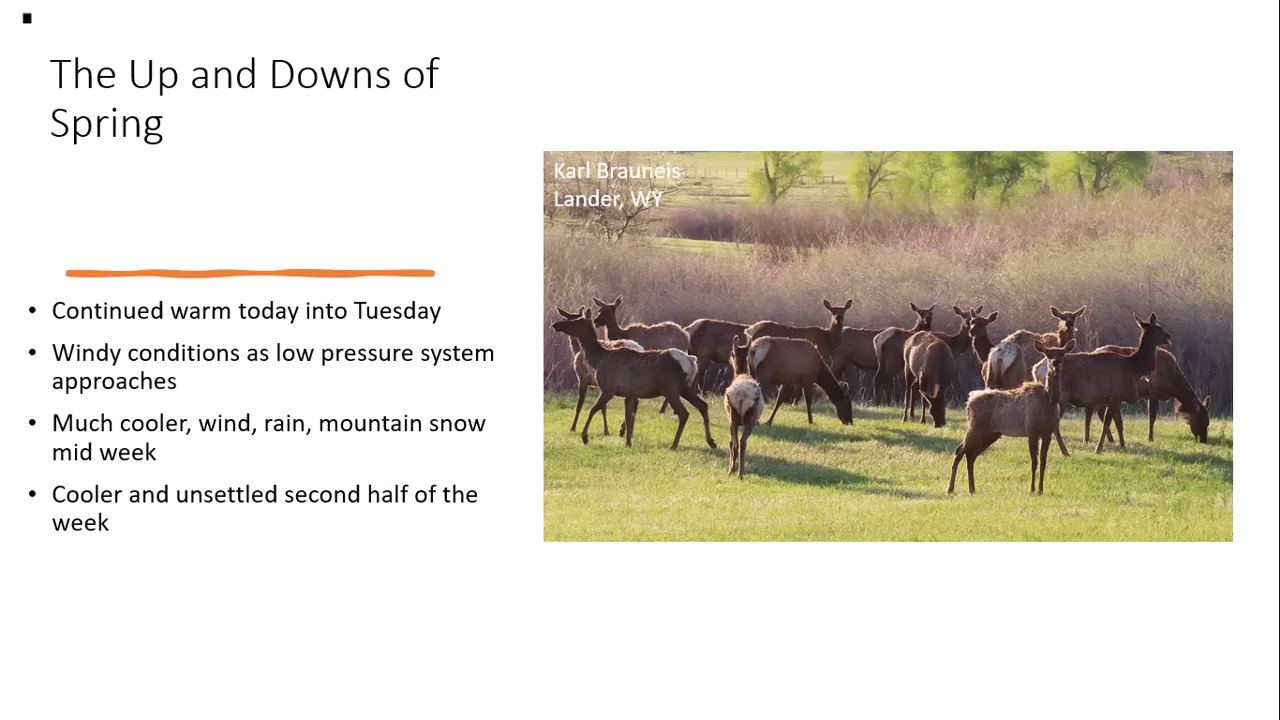 The Up and Downs of
Spring
Karl Brauneis
Lander, WY
• Continued warm today into Tuesday
• Windy conditions as low pressure system
approaches
• Much cooler, wind, rain, mountain snow
mid week
• Cooler and unsettled second half of the
week